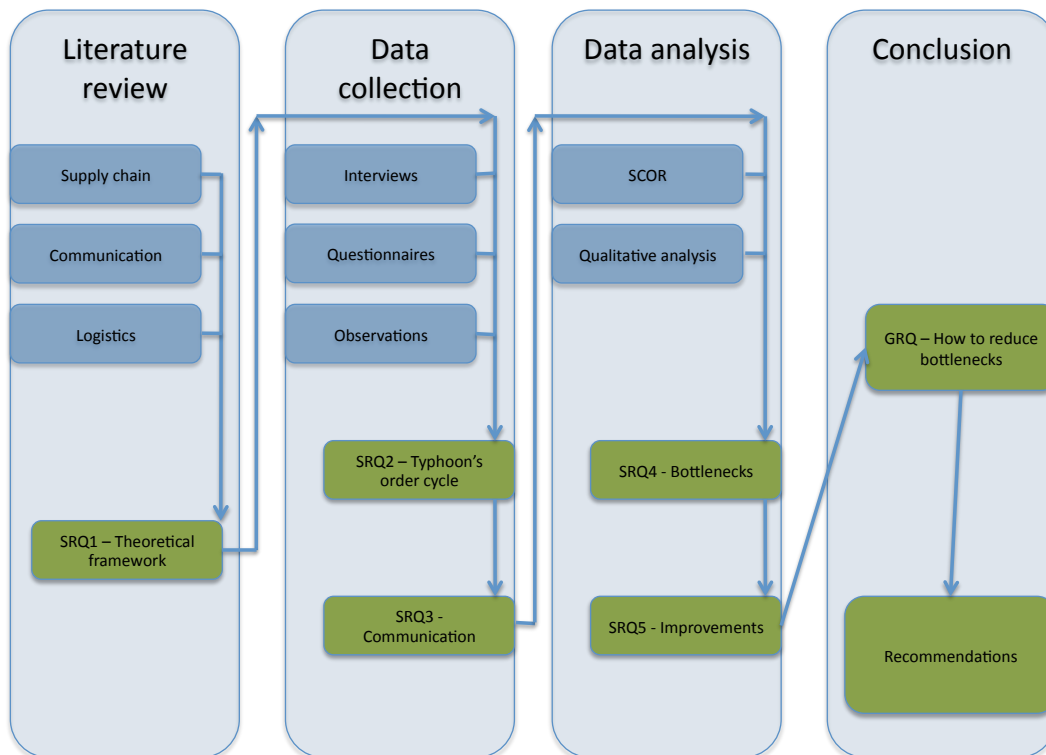 Literature
review
Supply chain
Communication
Logistics
SRQ1 – Theoretical
framework
Data
collection
Interviews
Questionnaires
Observations
SRQ2 – Typhoon's
order cycle
SRQ3 -
Communication
Data analysis
SCOR
Qualitative analysis
SRQ4 - Bottlenecks
SRQ5 - Improvements
Conclusion
GRQ – How to reduce
bottlenecks
Recommendations